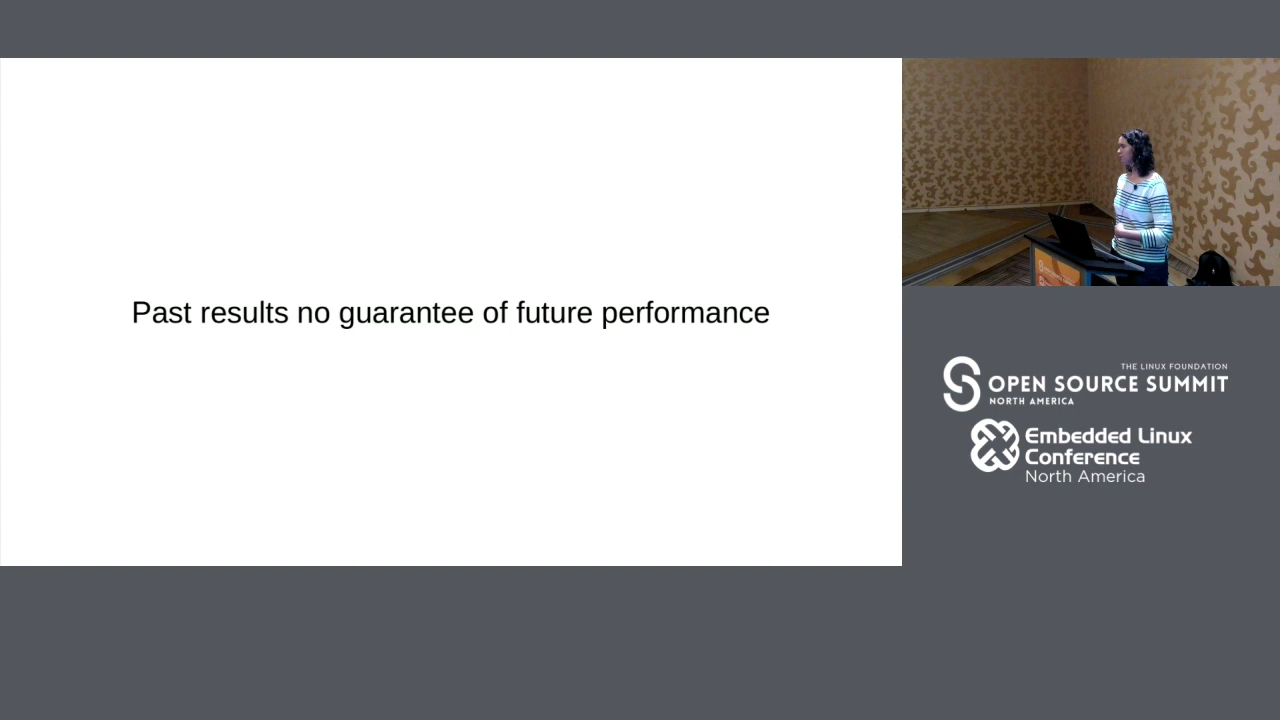 Past results no guarantee of future performance
THE LINUX FOUNDATION
OPEN SOURCE SUMMIT
NORTH AMERICA
Embedded Linux
Conference
North America